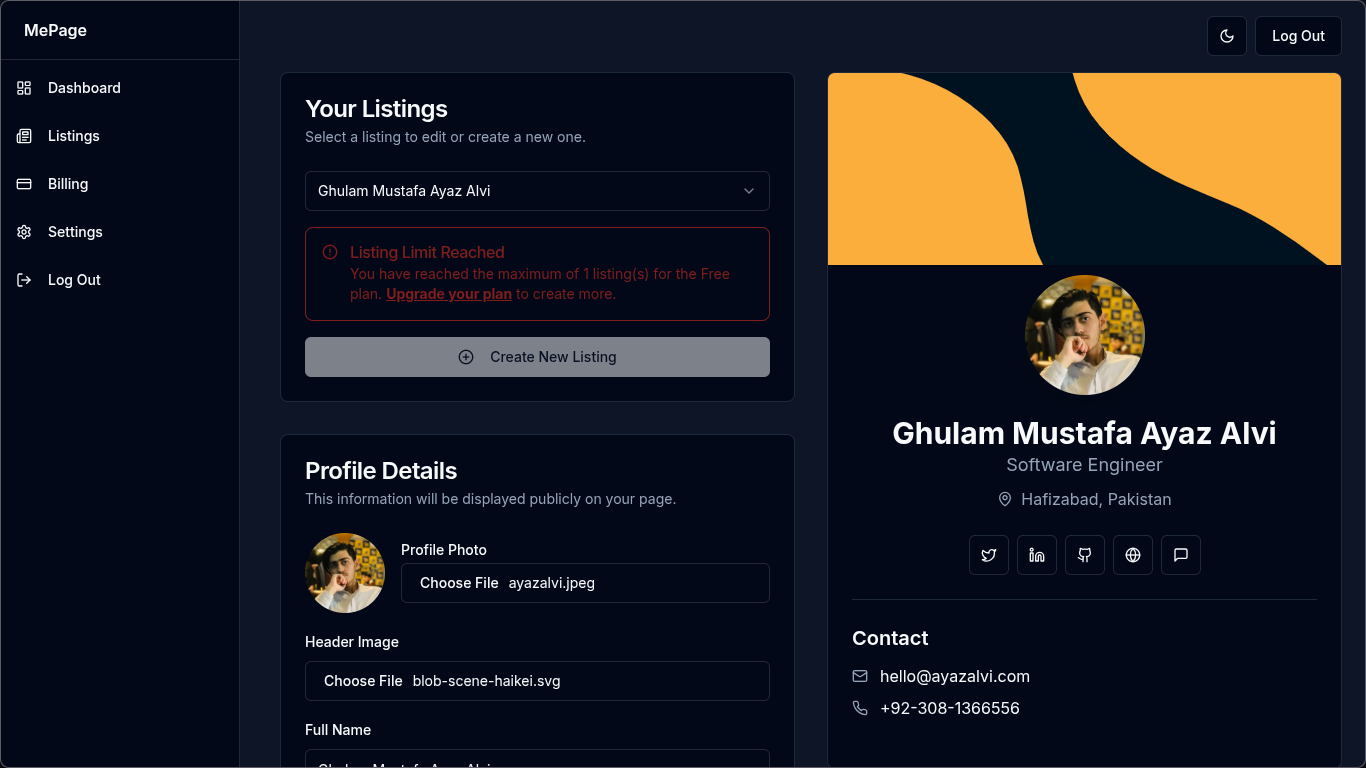 MePage
Dashboard
Listings
Billing
Settings
Log Out
Log Out
Your Listings
Select a listing to edit or create a new one.
Ghulam Mustafa Ayaz Alvi
Listing Limit Reached
You have reached the maximum of 1 listing(s) for the Free
plan. Upgrade your plan to create more.
Create New Listing
Profile Details
This information will be displayed publicly on your page.
Profile Photo
Choose File ayazalvi.jpeg
Header Image
Choose File blob-scene-haikei.svg
Full Name
Ghulam Mustafa Ayaz Alvi
Ghulam Mustafa Ayaz Alvi
Software Engineer
Hafizabad, Pakistan
Contact
hello@ayazalvi.com
+92-308-1366556